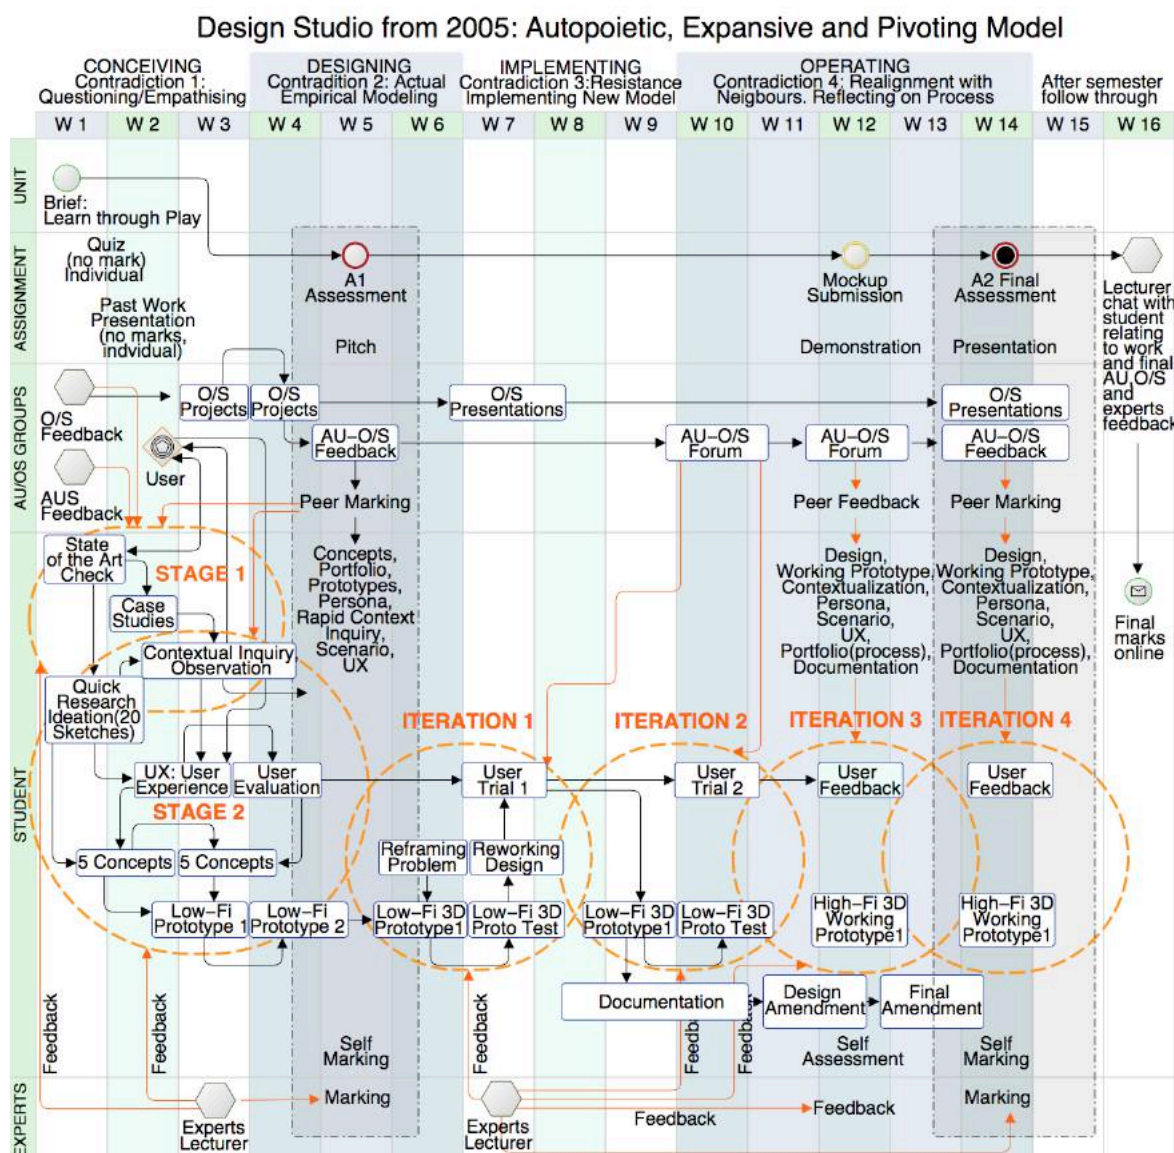 Design Studio from 2005: Autopoietic, Expansive and Pivoting Model
CONCEIVING
Contradiction 1:
Questioning/Empathising
DESIGNING
Contradition 2: Actual
Empirical Modeling
IMPLEMENTING
Contradiction 3:Resistance
Implementing New Model
OPERATING
Contradiction 4: Realignment with
Neighbours. Reflecting on Process
After semester
follow through
W 1 W 2 W 3 W 4 W 5 W 6 W 7 W 8 W 9 W 10 W 11 W 12 W 13 W 14 W 15 W 16
UNIT
Brief:
Learn through Play
ASSIGNMENT
Quiz
(no mark)
Individual
Past Work
Presentation
(no marks,
indvidual)
A1
Assessment
Pitch
Mockup
Submission
Demonstration
A2 Final
Assessment
Presentation
Lecturer
chat with
student
relating
to work
and final
AU O/S
and
experts
feedback
AU/OS GROUPS
O/S
Feedback
AUS
Feedback
User
O/S
Projects
O/S
Projects
O/S
Presentations
O/S
Presentations
AU–O/S
Feedback
AU–O/S
Forum
AU–O/S
Forum
AU–O/S
Feedback
Peer Marking
Peer Feedback
Peer Marking
STUDENT
State
of the Art
Check
STAGE 1
Case
Studies
Contextual Inquiry,
Observation
Quick
Research
Ideation(20
Sketches)
Concepts,
Portfolio,
Prototypes,
Persona,
Rapid Context
Inquiry,
Scenario,
UX
Design,
Working Prototype,
Contextualization,
Persona,
Scenario,
UX,
Portfolio(process),
Documentation
Design,
Working Prototype,
Contextualization,
Persona,
Scenario,
UX,
Portfolio(process),
Documentation
Final
marks
online
ITERATION 1
ITERATION 2
ITERATION 3
ITERATION 4
UX: User
Experience
User
Evaluation
STAGE 2
User
Trial 1
User
Trial 2
User
Feedback
User
Feedback
5 Concepts
5 Concepts
Reframing
Problem
Reworking
Design
Low–Fi
Prototype 1
Low–Fi
Prototype 2
Low–Fi 3D
Prototype1
Low–Fi 3D
Proto Test
Low–Fi 3D
Prototype1
Low–Fi 3D
Proto Test
High–Fi 3D
Working
Prototype1
High–Fi 3D
Working
Prototype1
Documentation
Design
Amendment
Final
Amendment
Feedback
Feedback
Feedback
Feedback
Feedback
Self
Marking
Self
Assessment
Self
Marking
EXPERTS
Experts
Lecturer
Marking
Experts
Lecturer
Feedback
Feedback
Marking